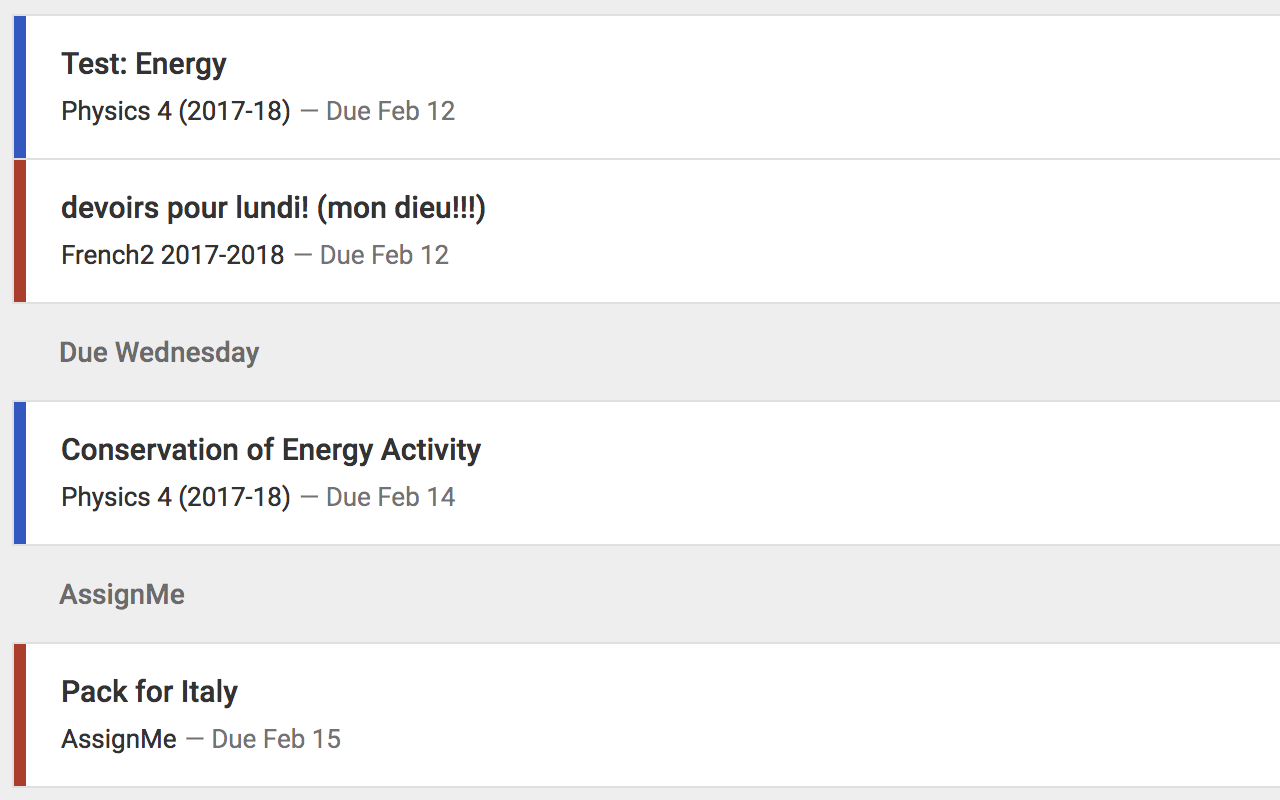 Test: Energy
Physics 4 (2017-18) — Due Feb 12
devoirs pour lundi! (mon dieu!!!)
French2 2017-2018 — Due Feb 12
Due Wednesday
Conservation of Energy Activity
Physics 4 (2017-18) — Due Feb 14
AssignMe
Pack for Italy
AssignMe — Due Feb 15